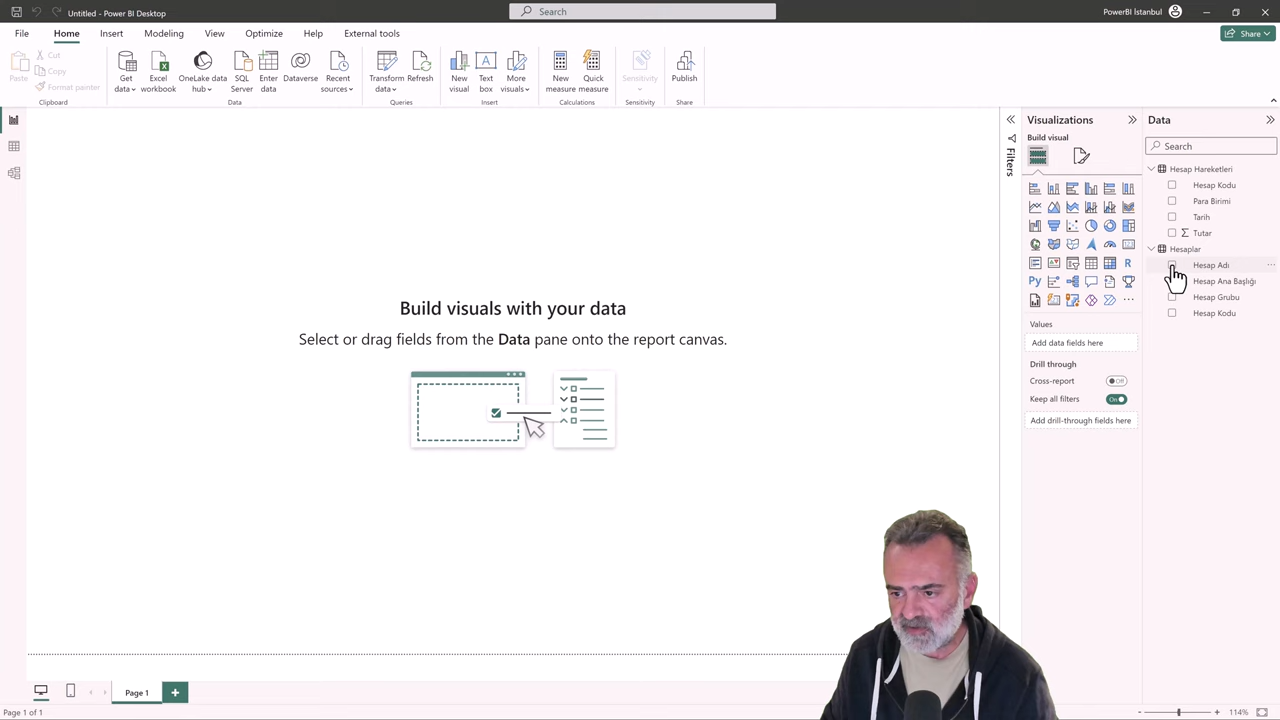 Untitled - Power BI Desktop
Search
PowerBI Istanbul
File
Home
Insert
Modeling
View
Optimize
Help
External tools
Share
Paste
Cut
Copy
Format painter
Clipboard
Get data
Excel workbook
OneLake data hub
SQL Server
Enter data
Dataverse
Recent sources
Data
Transform data
Refresh
Queries
New visual
Text box
More visuals
Insert
New measure
Quick measure
Calculations
Sensitivity
Sensitivity
Publish
Share
Filters
Visualizations
Build visual
R
Py
123
Values
Add data fields here
Drill through
Cross-report
Off
Keep all filters
On
Add drill-through fields here
Data
Search
Hesap Hareketleri
Hesap Kodu
Para Birimi
Tarih
Σ Tutar
Hesaplar
Hesap Adı
Hesap Ana Başlığı
Hesap Grubu
Hesap Kodu
Build visuals with your data
Select or drag fields from the Data pane onto the report canvas.
Page 1
Page 1 of 1
- + 114%